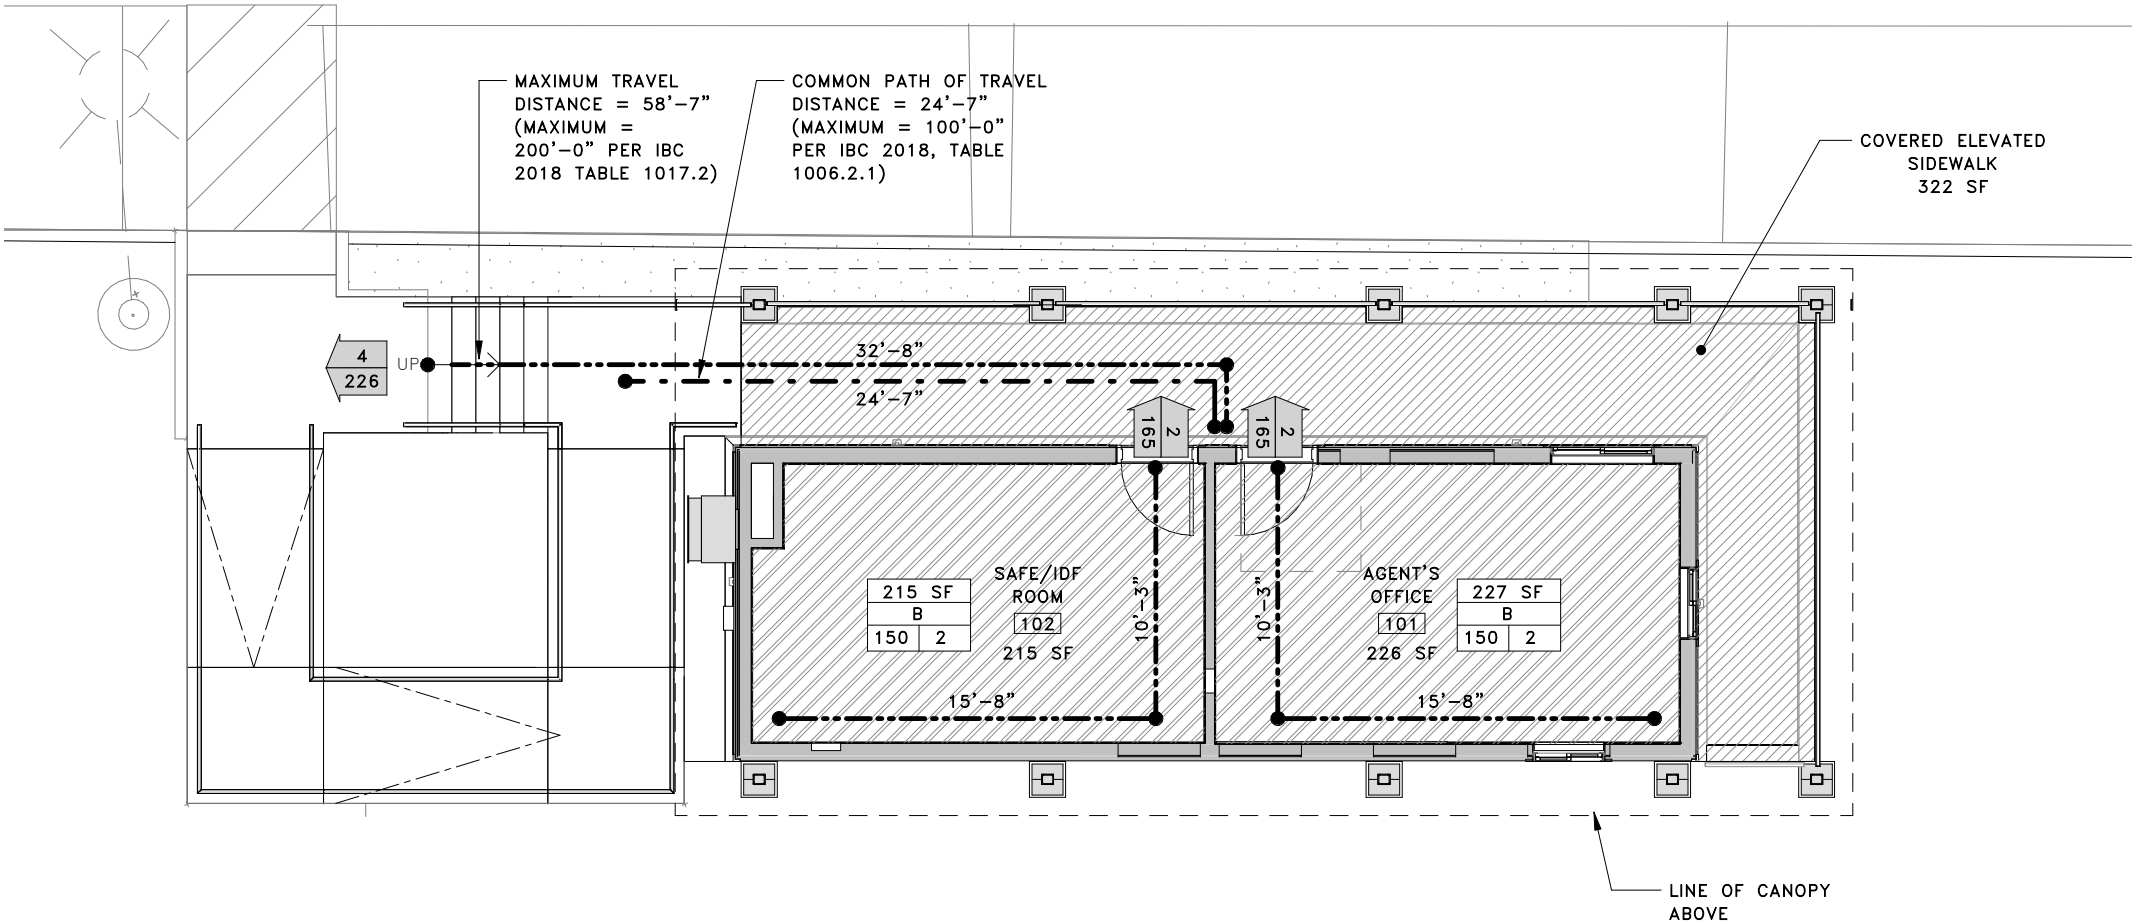 MAXIMUM TRAVEL
DISTANCE = 58'-7"
(MAXIMUM =
200'-0" PER IBC
2018 TABLE 1017.2)
COMMON PATH OF TRAVEL
DISTANCE = 24'-7"
(MAXIMUM = 100'-0"
PER IBC 2018, TABLE
1006.2.1)
COVERED ELEVATED
SIDEWALK
322 SF
4
226
UP
32'-8"
24'-7"
2
165
2
165
215 SF
B
150 2
SAFE/IDF
ROOM
102
215 SF
10'-3"
15'-8"
10'-3"
AGENT'S
OFFICE
101
226 SF
227 SF
B
150 2
15'-8"
LINE OF CANOPY
ABOVE